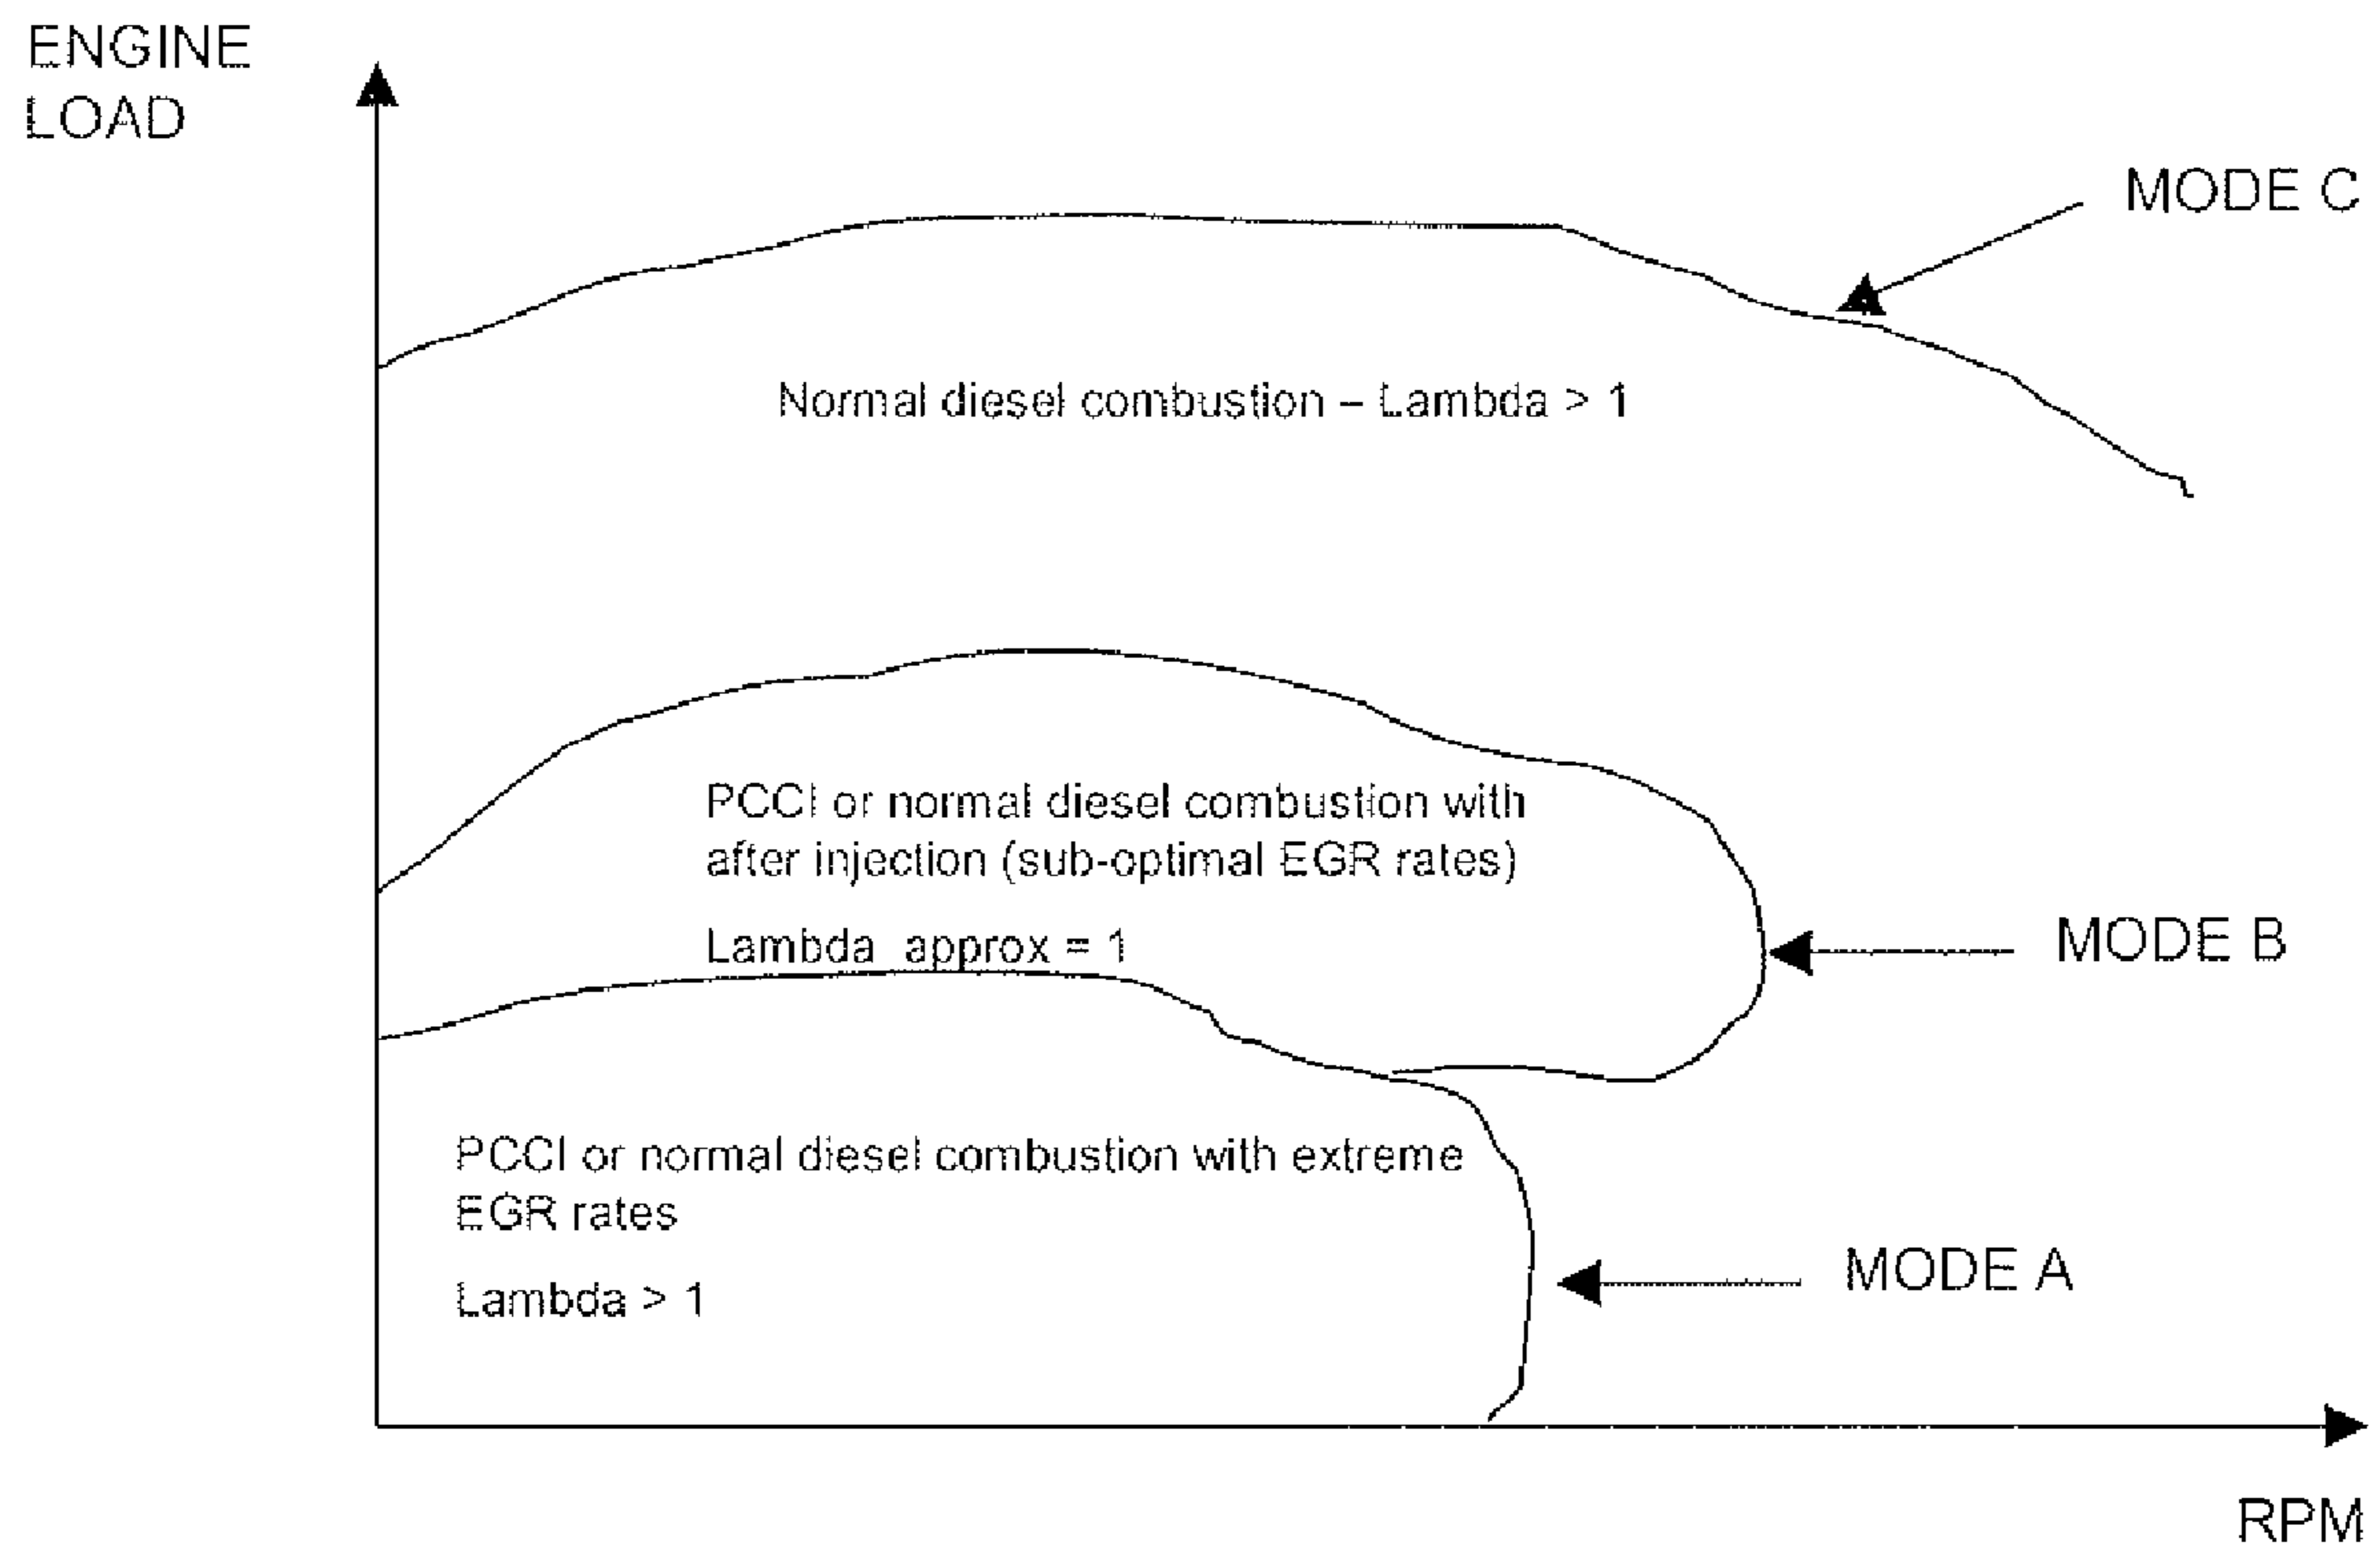 ENGINE
LOAD
MODE C
Normal diesel combustion – Lambda > 1
PCCI or normal diesel combustion with
after injection (sub-optimal EGR rates)
Lambda approx = 1
MODE B
PCCI or normal diesel combustion with extreme
EGR rates
MODE A
Lambda > 1
RPM